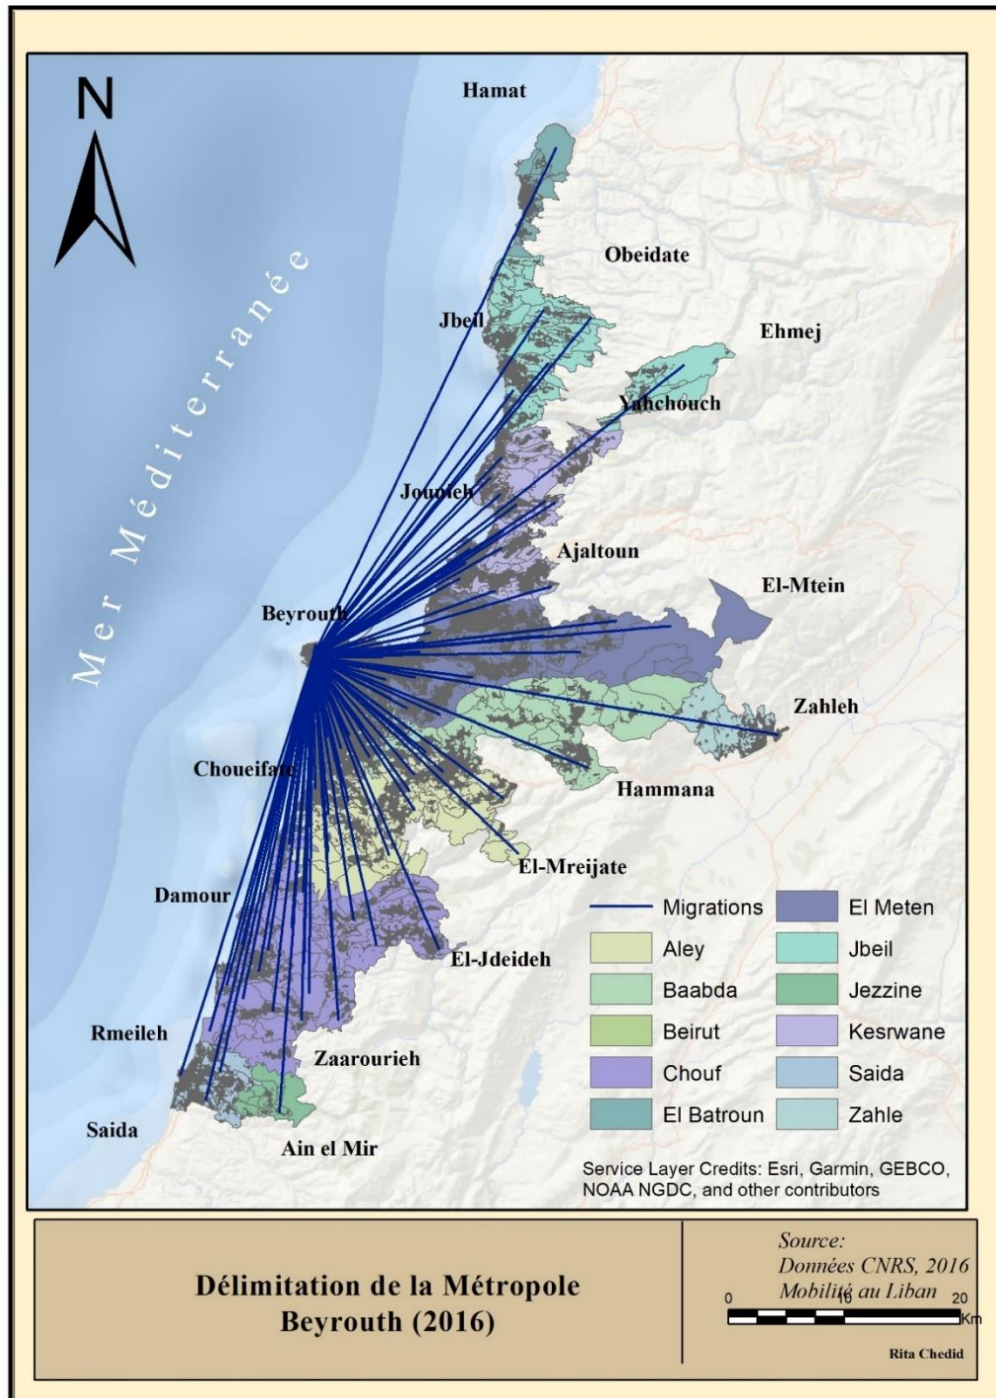 N
Hamat
Obeidate
Jbeil
Ehmej
Yahchouch
Mer Méditerranée
Jounieh
Ajaltoun
El-Mtein
Beyrouth
Zahleh
Choueifate
Hammana
El-Mreijate
Damour
El-Jdeideh
Rmeileh
Zaarourieh
Saida
Ain el Mir
Migrations
Aley
Baabda
Beirut
Chouf
El Batroun
El Meten
Jbeil
Jezzine
Kesrwane
Saida
Zahle
Service Layer Credits: Esri, Garmin, GEBCO,
NOAA NGDC, and other contributors
Délimitation de la Métropole
Beyrouth (2016)
Source:
Données CNRS, 2016
Mobilité au Liban
0 10 20
Km
Rita Chedid